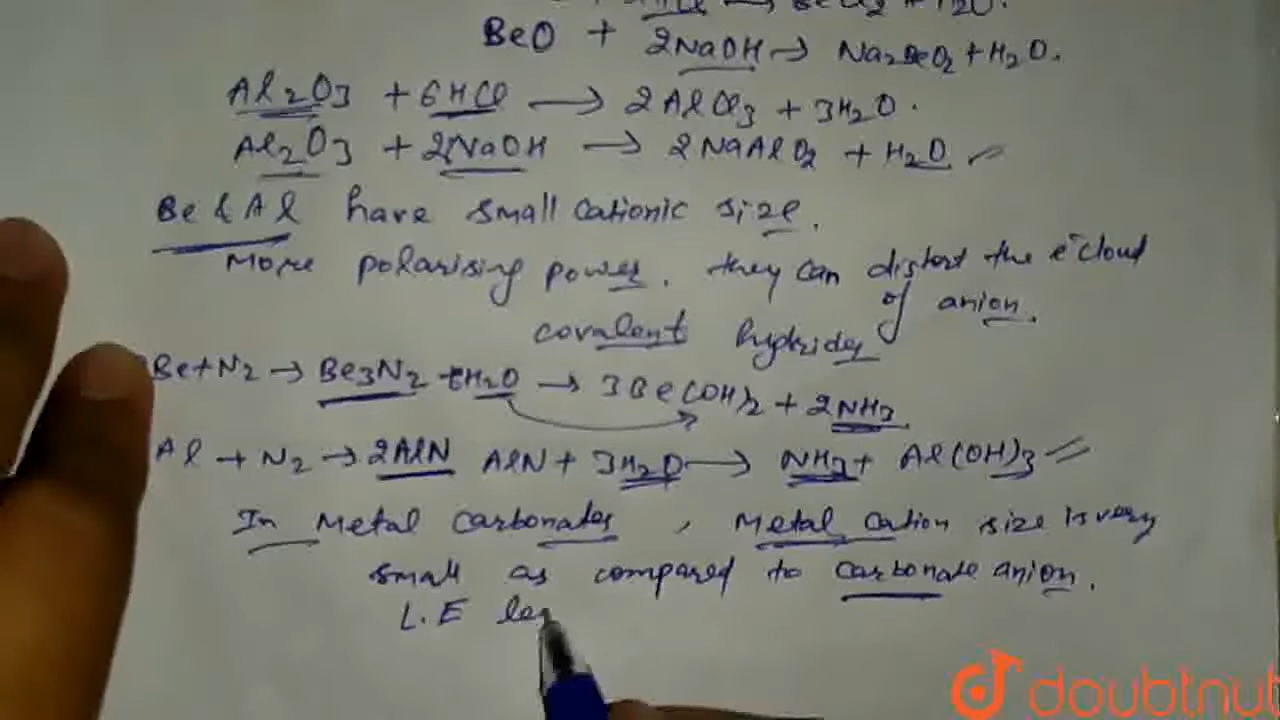 BeO + 2NaOH → Na2BeO2 + H2O.
Al2O3 + 6HCl → 2AlCl3 + 3H2O.
Al2O3 + 2NaOH → 2NaAlO2 + H2O
Be & Al have small cationic size.
More polarising power. they can distort the e- cloud
of anion.
covalent hydrides
Be+N2 → Be3N2 + 6H2O → 3Be(OH)2 + 2NH3
Al + N2 → 2AlN AlN + 3H2O → NH3 + Al(OH)3
In Metal Carbonates, Metal Cation size is very
small as compared to carbonate anion.
L.E les
doubtnut